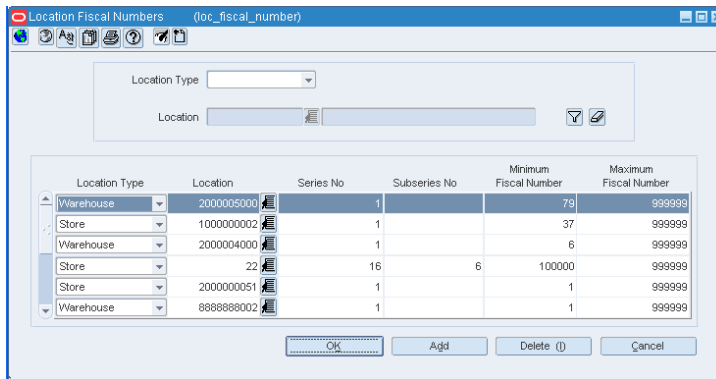 Location Fiscal Numbers (loc_fiscal_number)
Location Type
Location
Location Type Location Series No Subseries No Minimum Fiscal Number Maximum Fiscal Number
Warehouse 2000005000 1 79 999999
Store 1000000002 1 37 999999
Warehouse 2000004000 1 6 999999
Store 22 16 6 100000 999999
Store 2000000051 1 1 999999
Warehouse 8888888002 1 1 999999
OK Add Delete (I) Cancel